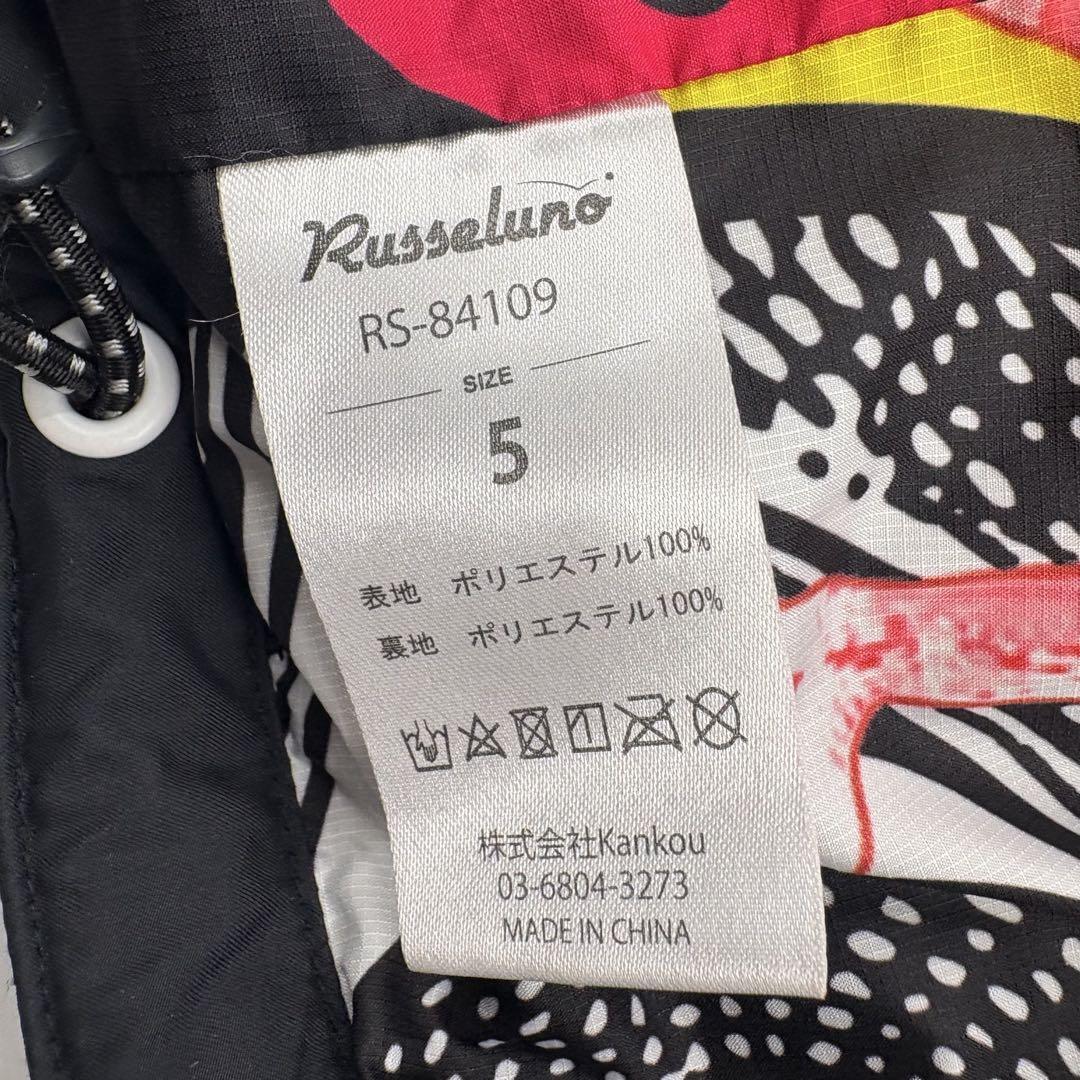 Russeluno
RS-84109
SIZE
5
表地 ポリエステル100%
裏地 ポリエステル100%
株式会社Kankou
03-6804-3273
MADE IN CHINA